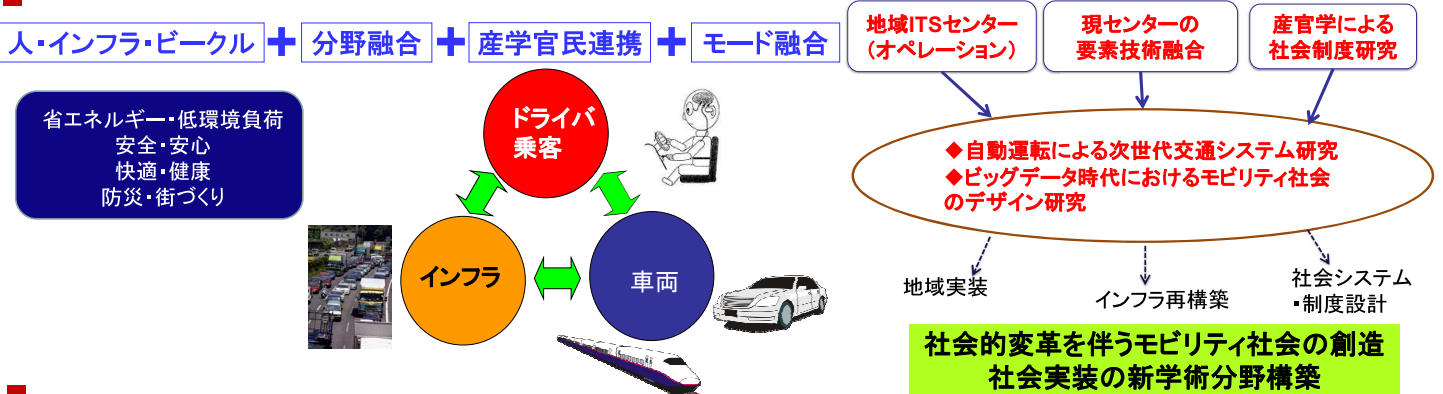 人・インフラ・ビークル + 分野融合 + 産学官民連携 + モード融合
省エネルギー・低環境負荷
安全・安心
快適・健康
防災・街づくり
ドライバ
乗客
インフラ
車両
地域ITSセンター
(オペレーション)
現センターの
要素技術融合
産官学による
社会制度研究
◆自動運転による次世代交通システム研究
◆ビッグデータ時代におけるモビリティ社会
のデザイン研究
地域実装
インフラ再構築
社会システム
・制度設計
社会的変革を伴うモビリティ社会の創造
社会実装の新学術分野構築